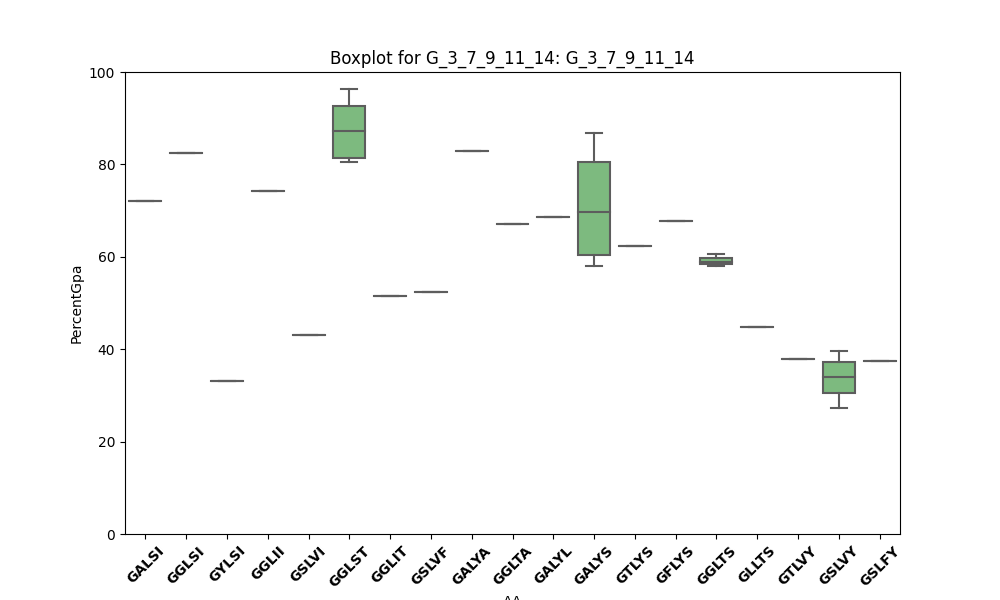 Boxplot for G_3_7_9_11_14: G_3_7_9_11_14
PercentGpa
100
80
60
40
20
0
GALSI
GGLSI
GYLSI
GGLII
GSLVI
GGLST
GGLIT
GSLVF
GALYA
GGLTA
GALYL
GALYS
GTLYS
GFLYS
GGLTS
GLLTS
GTLVY
GSLVY
GSLFY